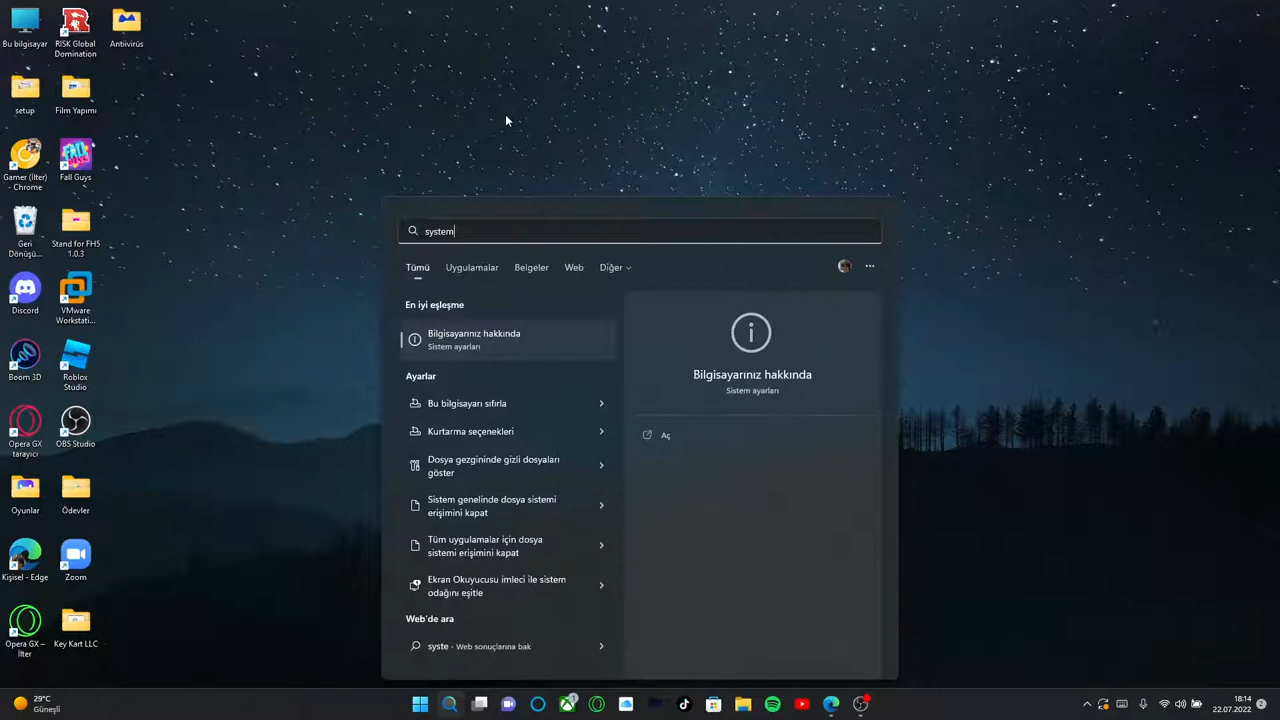 Bu bilgisayar
RISK Global
Domination
Antiivirüs
setup
Film Yapımı
Gamer (İlter)
- Chrome
Fall Guys
Geri
Dönüşü...
Stand for FH5
1.0.3
Discord
VMware
Workstati...
Boom 3D
Roblox
Studio
Opera GX
tarayıcı
OBS Studio
Oyunlar
Ödevler
Kişisel - Edge
Zoom
Opera GX –
İlter
Key Kart LLC
system
Tümü
Uygulamalar
Belgeler
Web
Diğer
En iyi eşleşme
Bilgisayarınız hakkında
Sistem ayarları
Ayarlar
Bu bilgisayarı sıfırla
Kurtarma seçenekleri
Dosya gezgininde gizli dosyaları
göster
Sistem genelinde dosya sistemi
erişimini kapat
Tüm uygulamalar için dosya
sistemi erişimini kapat
Ekran Okuyucusu imleci ile sistem
odağını eşitle
Web'de ara
syste - Web sonuçlarına bak
Bilgisayarınız hakkında
Sistem ayarları
Aç
29°C
Güneşli
18:14
22.07.2022
2